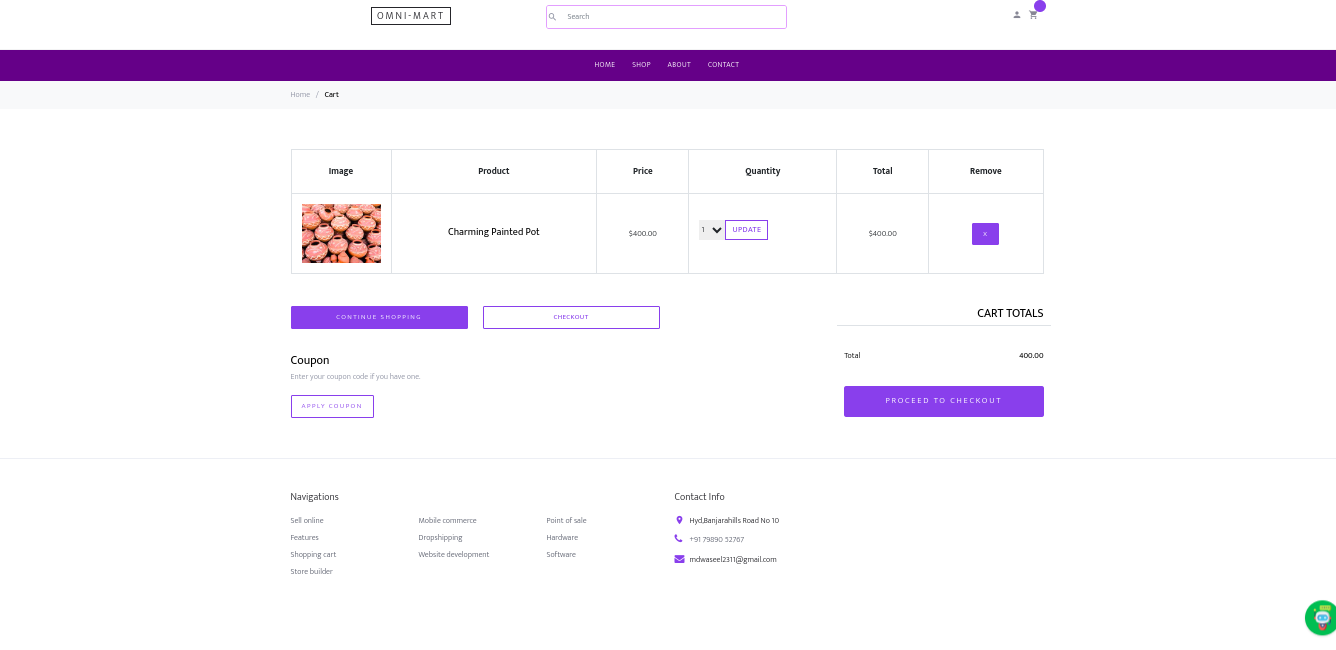 OMNI-MART
Search
HOME SHOP ABOUT CONTACT
Home / Cart
Image Product Price Quantity Total Remove
Charming Painted Pot $400.00 1 UPDATE $400.00 X
CONTINUE SHOPPING CHECKOUT
CART TOTALS
Total 400.00
Coupon
Enter your coupon code if you have one.
APPLY COUPON
PROCEED TO CHECKOUT
Navigations
Sell online
Features
Shopping cart
Store builder
Mobile commerce
Dropshipping
Website development
Point of sale
Hardware
Software
Contact Info
Hyd,Banjarahills Road No 10
+91 79890 52767
mdwaseel2311@gmail.com